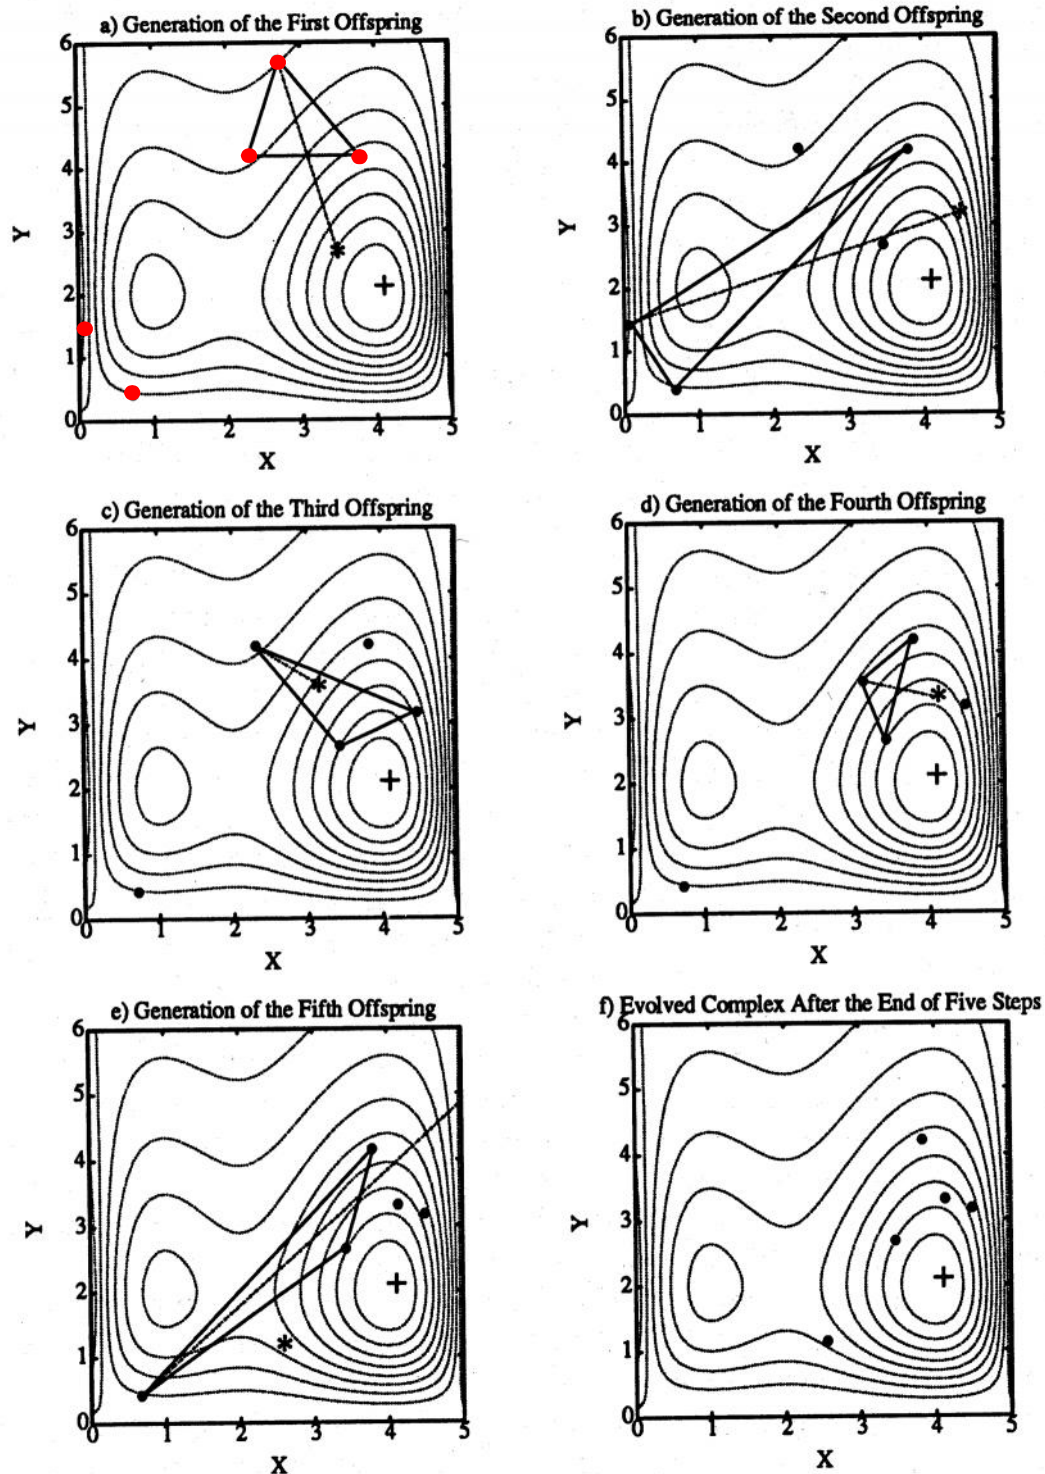 a) Generation of the First Offspring
6
5
4
3
2
1
0
Y
0 1 2 3 4 5
X
b) Generation of the Second Offspring
6
5
4
3
2
1
0
Y
0 1 2 3 4 5
X
c) Generation of the Third Offspring
6
5
4
3
2
1
0
Y
0 1 2 3 4 5
X
d) Generation of the Fourth Offspring
6
5
4
3
2
1
0
Y
0 1 2 3 4 5
X
e) Generation of the Fifth Offspring
6
5
4
3
2
1
0
Y
0 1 2 3 4 5
X
f) Evolved Complex After the End of Five Steps
6
5
4
3
2
1
0
Y
0 1 2 3 4 5
X